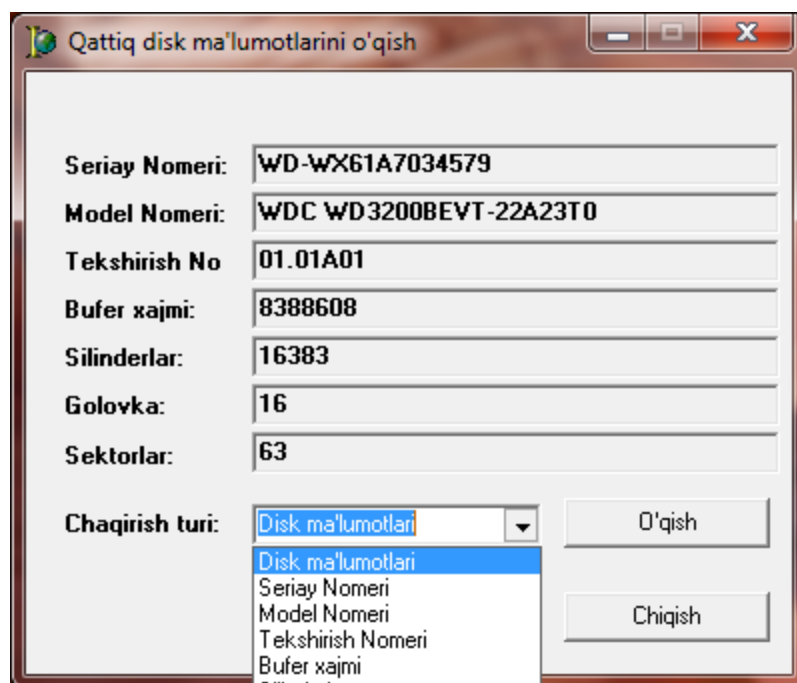 Qattiq disk ma'lumotlarini o'qish
Seriay Nomeri: WD-WX61A7034579
Model Nomeri: WDC WD3200BEVT-22A23T0
Tekshirish No 01.01A01
Bufer xajmi: 8388608
Silinderlar: 16383
Golovka: 16
Sektorlar: 63
Chaqirish turi: Disk ma'lumotlari O'qish
Disk ma'lumotlari
Seriay Nomeri
Model Nomeri
Chiqish
Tekshirish Nomeri
Bufer xajmi